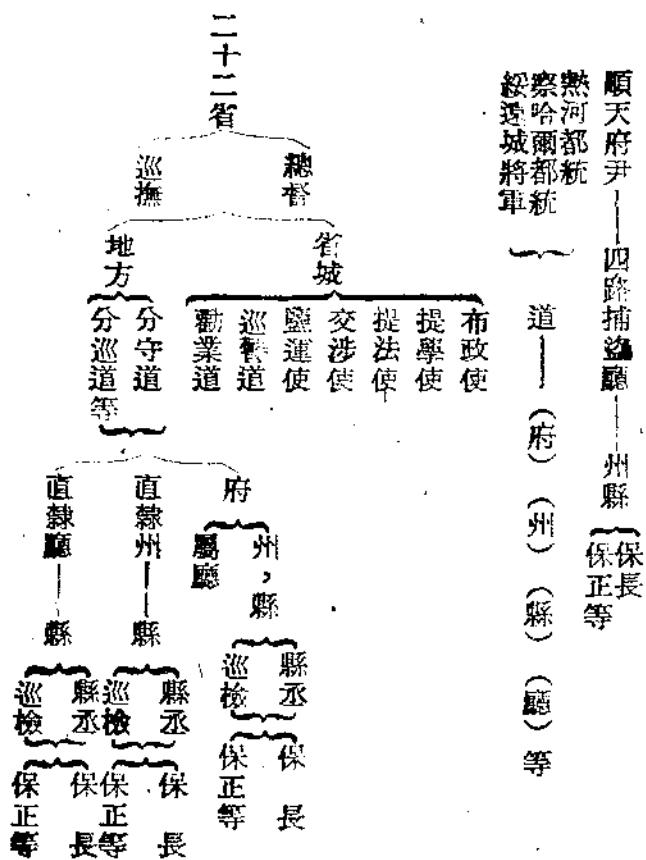 順天府尹——四路捕盜廳——州縣
保長
保正等
熱河都統
察哈爾都統
綏遠城將軍
道——(府)(州)(縣)(廳)等
二十二省
總督
巡撫
省城
布政使
提學使
提法使
交涉使
鹽運使
巡警道
勸業道
地方
分守道
分巡道等
府
州，縣
屬廳
縣丞
巡檢
保長
保正等
直隸州——縣
縣丞
巡檢
保長
保正等
直隸廳——縣
縣丞
巡檢
保長
保正等